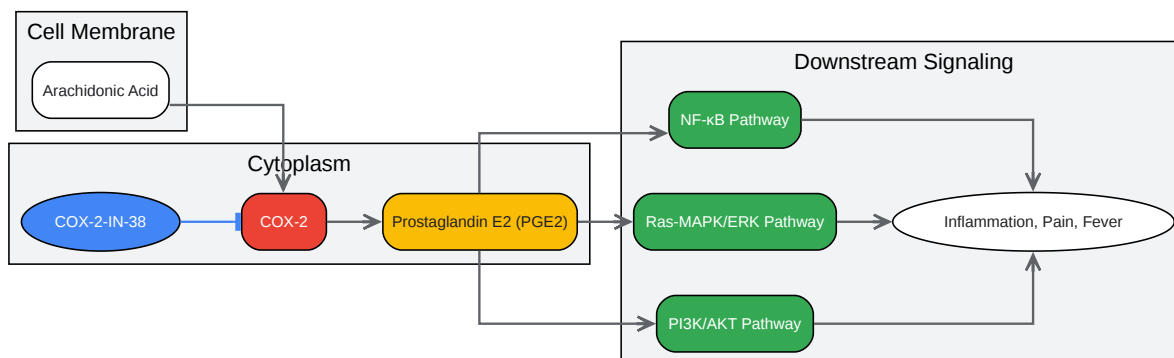 Cell Membrane
Arachidonic Acid
Cytoplasm
COX-2-IN-38
COX-2
Prostaglandin E2 (PGE2)
Downstream Signaling
NF-κB Pathway
Ras-MAPK/ERK Pathway
PI3K/AKT Pathway
Inflammation, Pain, Fever